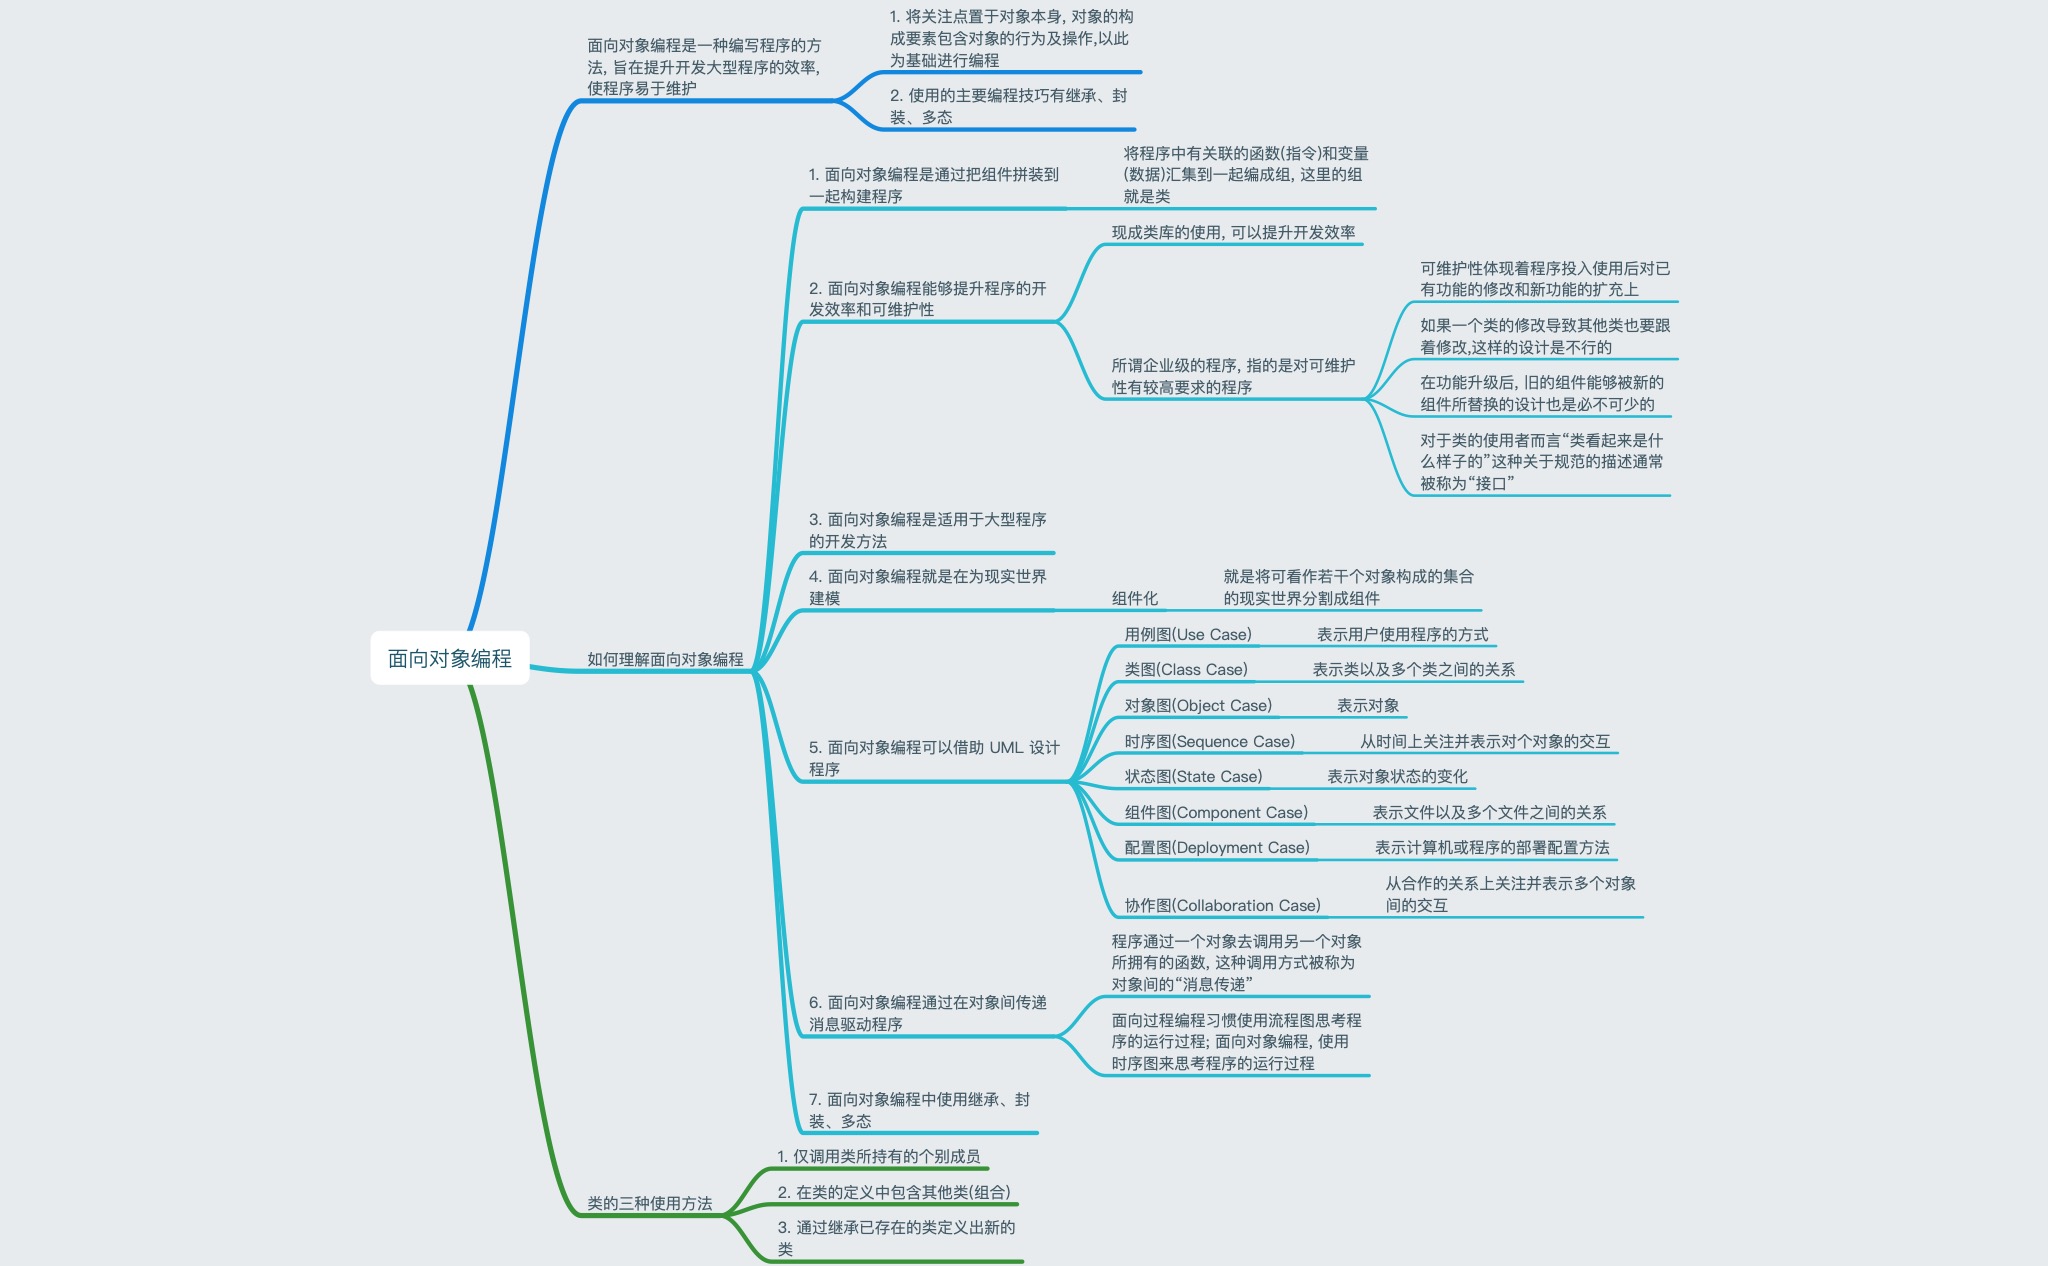 面向对象编程
面向对象编程是一种编写程序的方
法, 旨在提升开发大型程序的效率,
使程序易于维护
1. 将关注点置于对象本身, 对象的构
成要素包含对象的行为及操作,以此
为基础进行编程
2. 使用的主要编程技巧有继承、封
装、多态
如何理解面向对象编程
1. 面向对象编程是通过把组件拼装到
一起构建程序
将程序中有关联的函数(指令)和变量
(数据)汇集到一起编成组, 这里的组
就是类
2. 面向对象编程能够提升程序的开
发效率和可维护性
现成类库的使用, 可以提升开发效率
所谓企业级的程序, 指的是对可维护
性有较高要求的程序
可维护性体现着程序投入使用后对已
有功能的修改和新功能的扩充上
如果一个类的修改导致其他类也要跟
着修改,这样的设计是不行的
在功能升级后, 旧的组件能够被新的
组件所替换的设计也是必不可少的
对于类的使用者而言“类看起来是什
么样子的”这种关于规范的描述通常
被称为“接口”
3. 面向对象编程是适用于大型程序
的开发方法
4. 面向对象编程就是在为现实世界
建模
组件化
就是将可看作若干个对象构成的集合
的现实世界分割成组件
5. 面向对象编程可以借助 UML 设计
程序
用例图(Use Case)
表示用户使用程序的方式
类图(Class Case)
表示类以及多个类之间的关系
对象图(Object Case)
表示对象
时序图(Sequence Case)
从时间上关注并表示对个对象的交互
状态图(State Case)
表示对象状态的变化
组件图(Component Case)
表示文件以及多个文件之间的关系
配置图(Deployment Case)
表示计算机或程序的部署配置方法
协作图(Collaboration Case)
从合作的关系上关注并表示多个对象
间的交互
6. 面向对象编程通过在对象间传递
消息驱动程序
程序通过一个对象去调用另一个对象
所拥有的函数, 这种调用方式被称为
对象间的“消息传递”
面向过程编程习惯使用流程图思考程
序的运行过程; 面向对象编程, 使用
时序图来思考程序的运行过程
7. 面向对象编程中使用继承、封
装、多态
类的三种使用方法
1. 仅调用类所持有的个别成员
2. 在类的定义中包含其他类(组合)
3. 通过继承已存在的类定义出新的
类